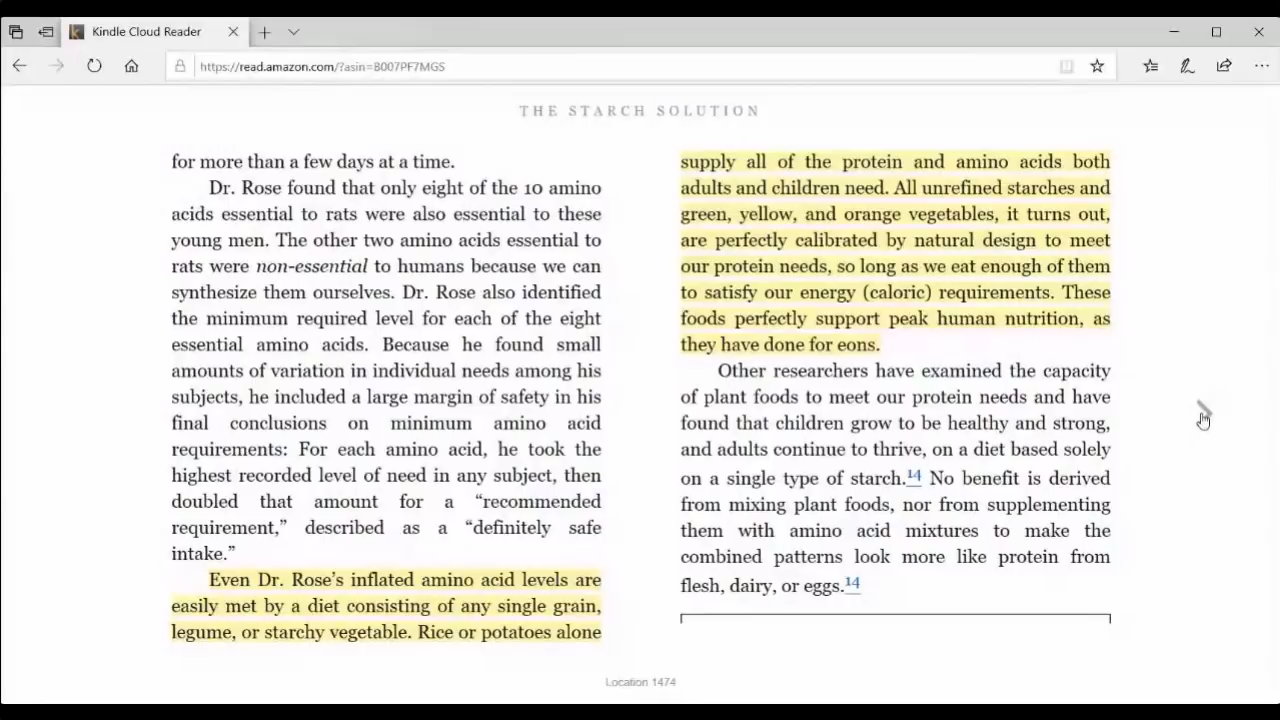 Kindle Cloud Reader
https://read.amazon.com/?asin=B007PF7MGS
THE STARCH SOLUTION
for more than a few days at a time.
Dr. Rose found that only eight of the 10 amino
acids essential to rats were also essential to these
young men. The other two amino acids essential to
rats were non-essential to humans because we can
synthesize them ourselves. Dr. Rose also identified
the minimum required level for each of the eight
essential amino acids. Because he found small
amounts of variation in individual needs among his
subjects, he included a large margin of safety in his
final conclusions on minimum amino acid
requirements: For each amino acid, he took the
highest recorded level of need in any subject, then
doubled that amount for a “recommended
requirement,” described as a “definitely safe
intake.”
Even Dr. Rose’s inflated amino acid levels are
easily met by a diet consisting of any single grain,
legume, or starchy vegetable. Rice or potatoes alone
supply all of the protein and amino acids both
adults and children need. All unrefined starches and
green, yellow, and orange vegetables, it turns out,
are perfectly calibrated by natural design to meet
our protein needs, so long as we eat enough of them
to satisfy our energy (caloric) requirements. These
foods perfectly support peak human nutrition, as
they have done for eons.
Other researchers have examined the capacity
of plant foods to meet our protein needs and have
found that children grow to be healthy and strong,
and adults continue to thrive, on a diet based solely
on a single type of starch.14 No benefit is derived
from mixing plant foods, nor from supplementing
them with amino acid mixtures to make the
combined patterns look more like protein from
flesh, dairy, or eggs.14
Location 1474